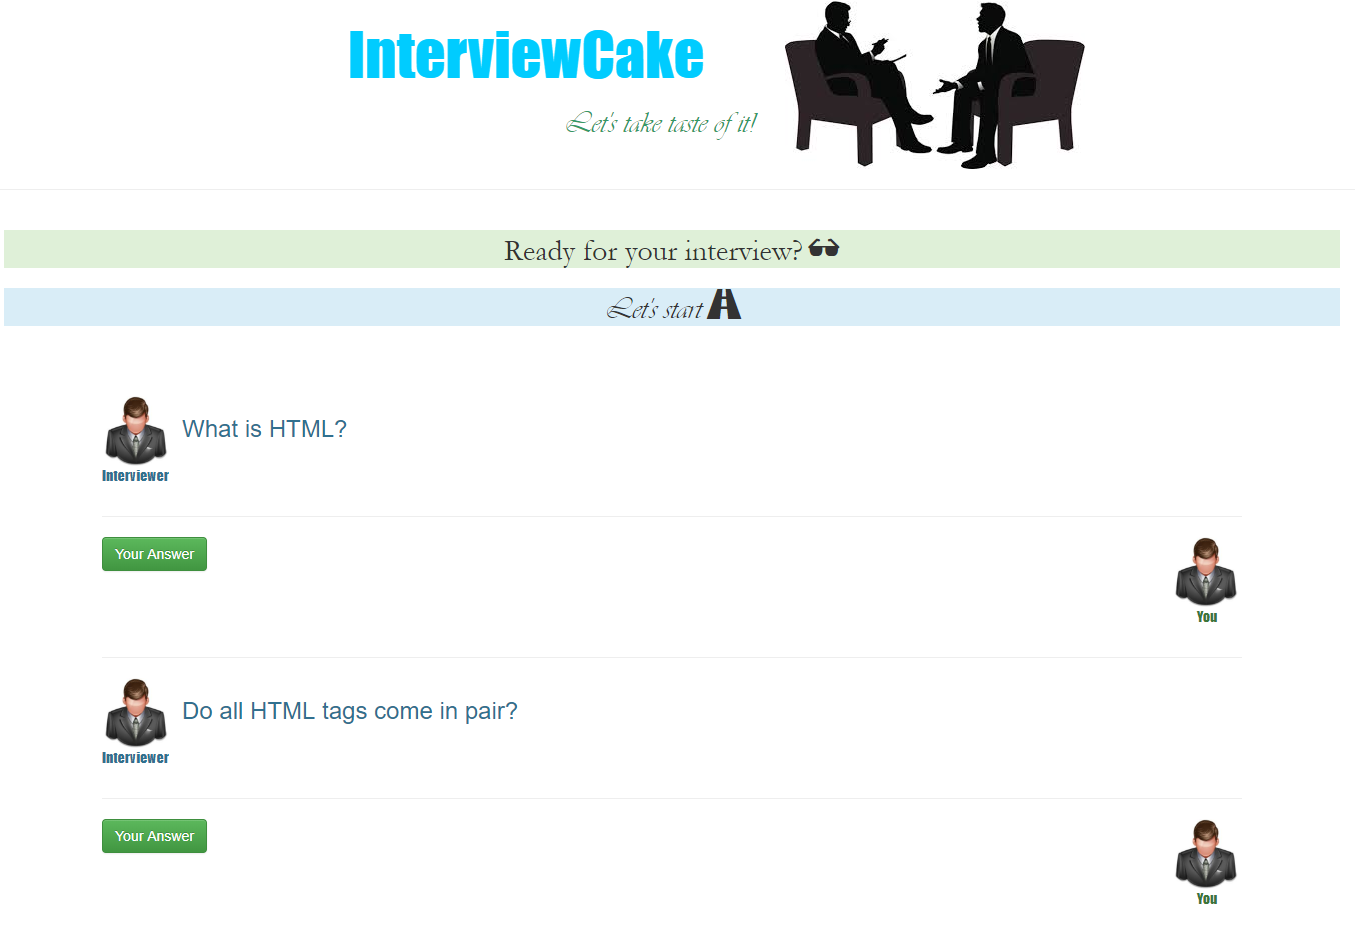 InterviewCake
Let's take taste of it!
Ready for your interview?
Let's start
What is HTML?
Interviewer
Your Answer
You
Do all HTML tags come in pair?
Interviewer
Your Answer
You